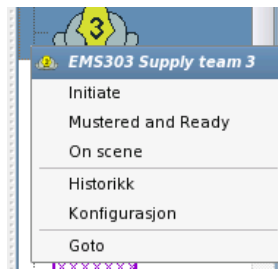 3
EMS303 Supply team 3
Initiate
Mustered and Ready
On scene
Historikk
Konfigurasjon
Goto